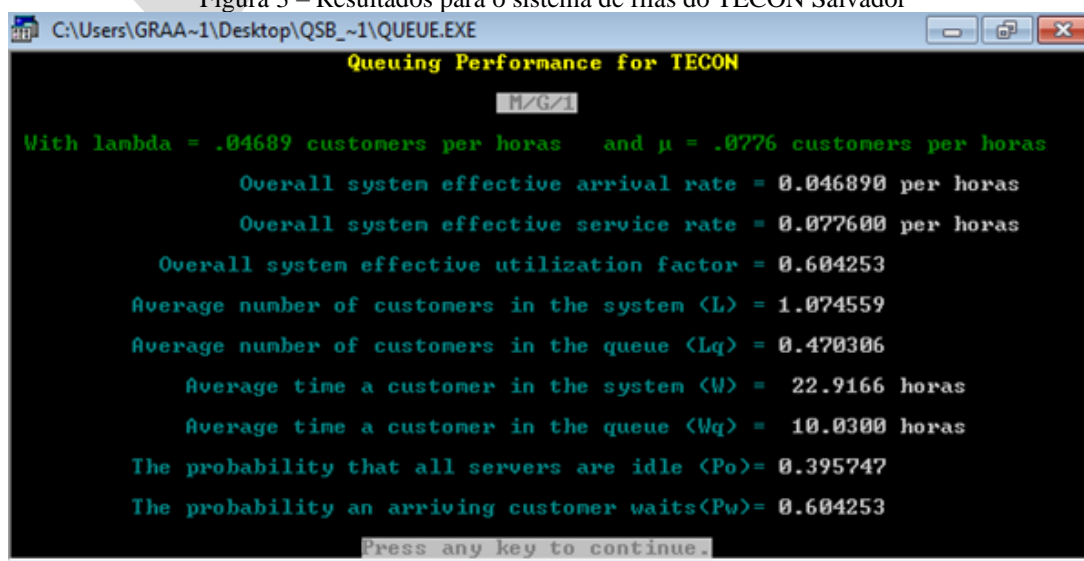 Figura 3 – Resultados para o sistema de filas do TECON Salvador
C:\Users\GRAA~1\Desktop\QSB_~1\QUEUE.EXE
Queuing Performance for TECON
M/G/1
With lambda = .04689 customers per horas and µ = .0776 customers per horas
Overall system effective arrival rate = 0.046890 per horas
Overall system effective service rate = 0.077600 per horas
Overall system effective utilization factor = 0.604253
Average number of customers in the system (L) = 1.074559
Average number of customers in the queue (Lq) = 0.470306
Average time a customer in the system (W) = 22.9166 horas
Average time a customer in the queue (Wq) = 10.0300 horas
The probability that all servers are idle (Po)= 0.395747
The probability an arriving customer waits(Pw)= 0.604253
Press any key to continue.